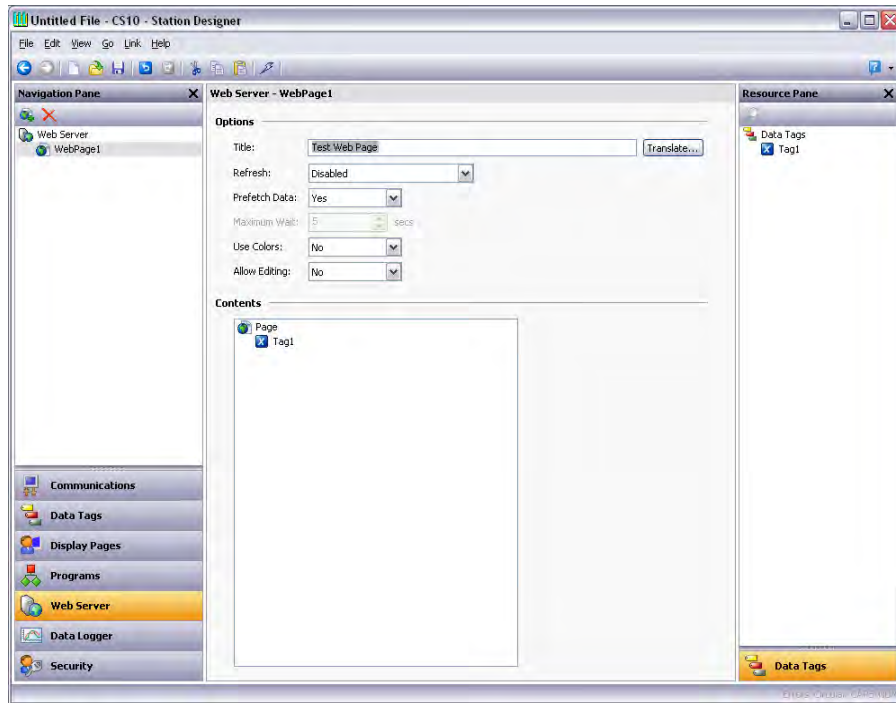 Untitled File - CS10 - Station Designer
File Edit View Go Link Help
Navigation Pane
Web Server - WebPage1
Resource Pane
Web Server
WebPage1
Options
Title: Test Web Page Translate...
Refresh: Disabled
Prefetch Data: Yes
Maximum Wait: 5 secs
Use Colors: No
Allow Editing: No
Contents
Page
Tag1
Data Tags
Tag1
Communications
Data Tags
Display Pages
Programs
Web Server
Data Logger
Security
Data Tags